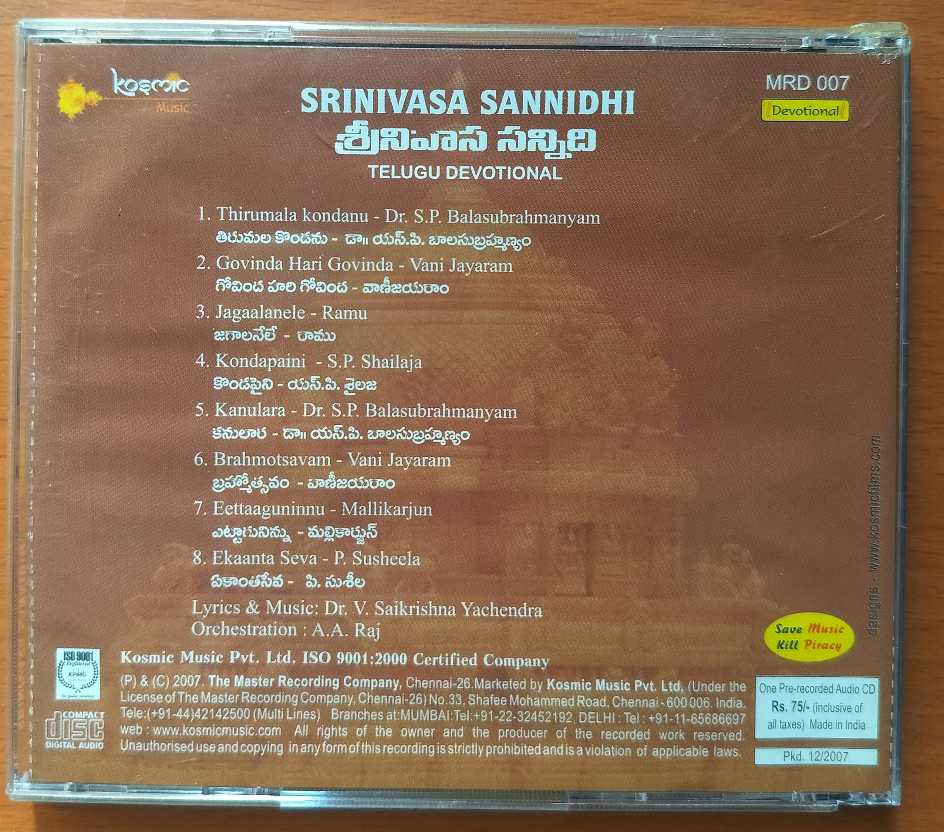 kosmic
Music
SRINIVASA SANNIDHI
శ్రీనివాస సన్నిది
TELUGU DEVOTIONAL
MRD 007
Devotional
1. Thirumala kondanu - Dr. S.P. Balasubrahmanyam
తిరుమల కొండను - డా॥ యస్.పి. బాలసుబ్రహ్మణ్యం
2. Govinda Hari Govinda - Vani Jayaram
గోవింద హరి గోవింద - వాణీజయరాం
3. Jagaalanele - Ramu
జగాలనేలే - రాము
4. Kondapaini - S.P. Shailaja
కొండపైని - యస్.పి. శైలజ
5. Kanulara - Dr. S.P. Balasubrahmanyam
కనులార - డా॥ యస్.పి. బాలసుబ్రహ్మణ్యం
6. Brahmotsavam - Vani Jayaram
బ్రహ్మోత్సవం - వాణీజయరాం
7. Eettaaguninnu - Mallikarjun
ఎట్టాగునిన్ను - మల్లికార్జున్
8. Ekaanta Seva - P. Susheela
ఏకాంతసేవ - పి. సుశీల
Lyrics & Music: Dr. V. Saikrishna Yachendra
Orchestration : A.A. Raj
designs - www.kosmicfilms.com
Save Music
Kill Piracy
ISO 9001
Registered
KPMG
COMPACT
disc
DIGITAL AUDIO
Kosmic Music Pvt. Ltd, ISO 9001:2000 Certified Company
(P) & (C) 2007. The Master Recording Company, Chennai-26.Marketed by Kosmic Music Pvt. Ltd, (Under the
License of The Master Recording Company, Chennai-26) No.33, Shafee Mohammed Road, Chennai - 600 006. India.
Tele:(+91-44)42142500 (Multi Lines) Branches at:MUMBAI:Tel:+91-22-32452192, DELHI : Tel : +91-11-65686697
web : www.kosmicmusic.com All rights of the owner and the producer of the recorded work reserved.
Unauthorised use and copying in any form of this recording is strictly prohibited and is a violation of applicable laws.
One Pre-recorded Audio CD
Rs. 75/- (inclusive of
all taxes) Made in India
Pkd. 12/2007